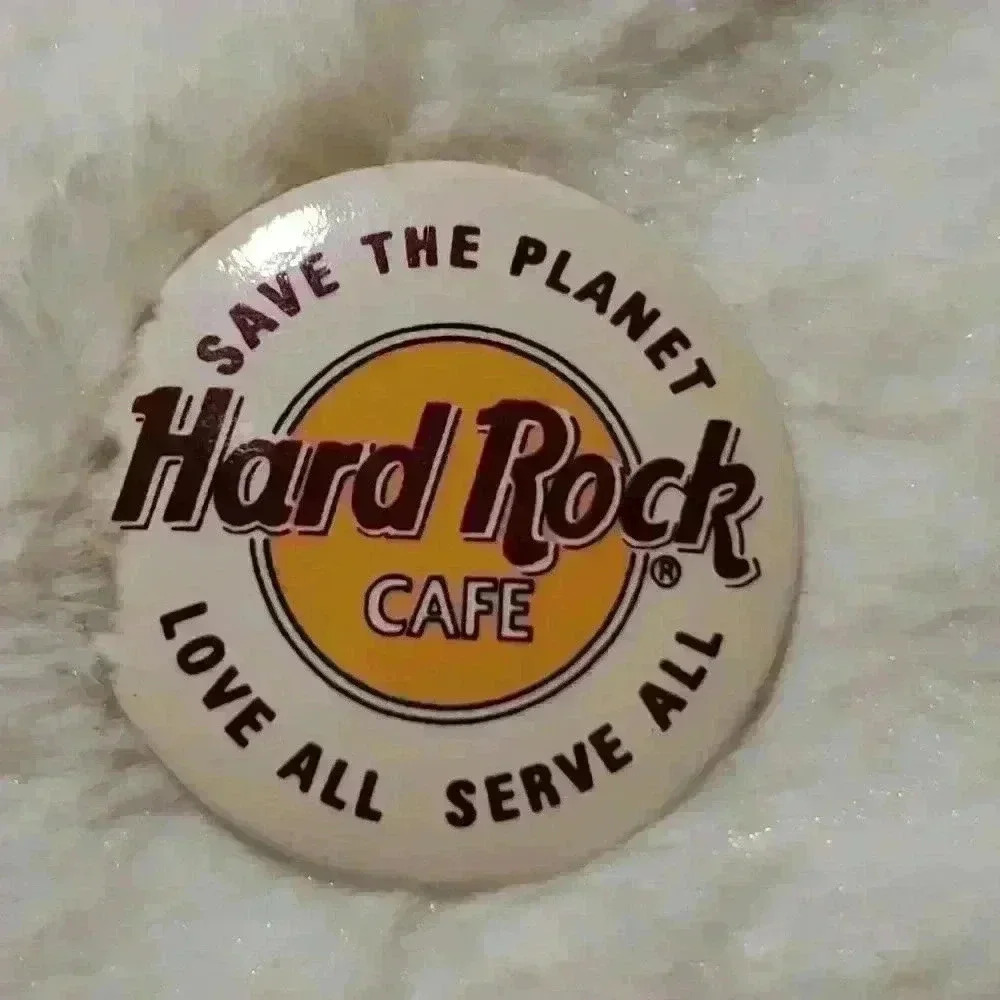 SAVE THE PLANET
Hard Rock
®
CAFE
LOVE ALL SERVE ALL